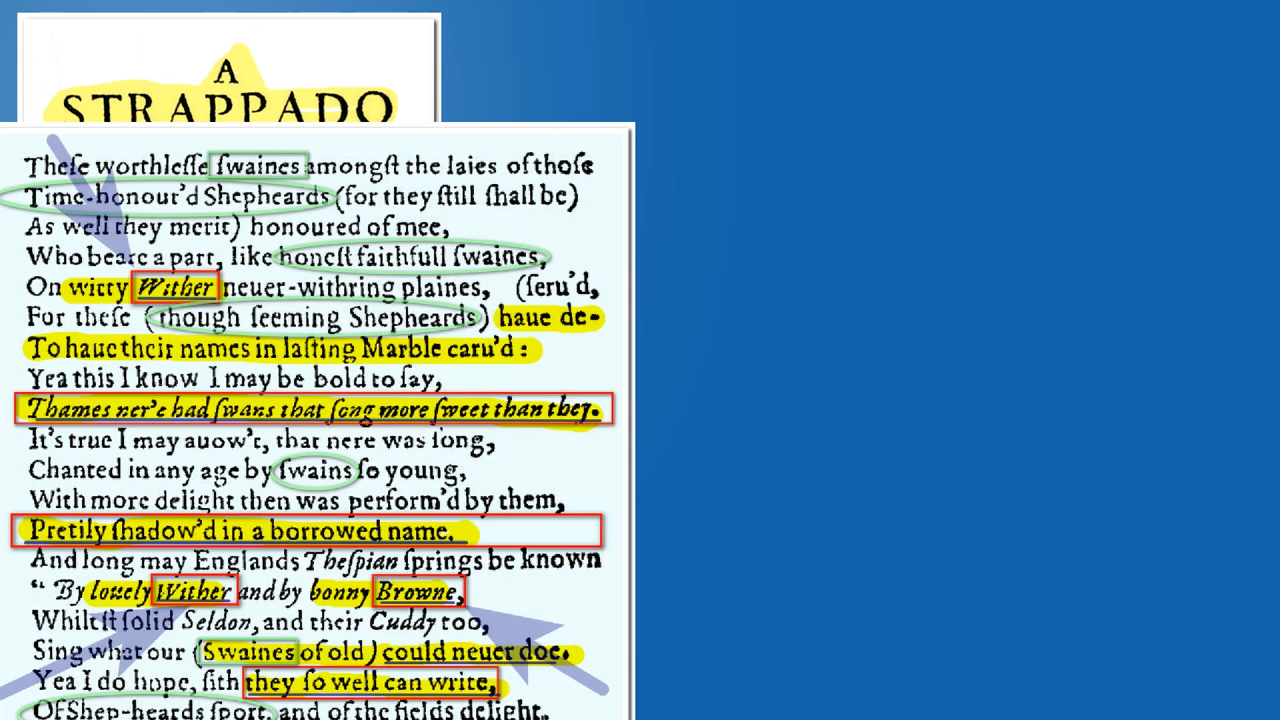 A
STRAPPADO
Theſe worthleſſe ſwaines amongſt the laies of thoſe
Time-honour'd Shepheards (for they ſtill ſhall be)
As well they merit) honoured of mee,
Who beare a part, like honeſt faithfull ſwaines,
On witty Wither neuer-withring plaines, (ſeru'd,
For theſe (though ſeeming Shepheards) haue de-
To haue their names in laſting Marble caru'd :
Yea this I know I may be bold to ſay,
Thames ner'e had ſwans that ſong more ſweet than they.
It's true I may auow't, that nere was ſong,
Chanted in any age by ſwains ſo young,
With more delight then was perform'd by them,
Pretily ſhadow'd in a borrowed name.
And long may Englands Theſpian ſprings be known
“ By louely Wither and by bonny Browne,
Whilſt ſolid Seldon, and their Cuddy too,
Sing what our (Swaines of old) could neuer doe.
Yea I do hope, ſith they ſo well can write,
Of Shep-heards ſport, and of the fields delight.